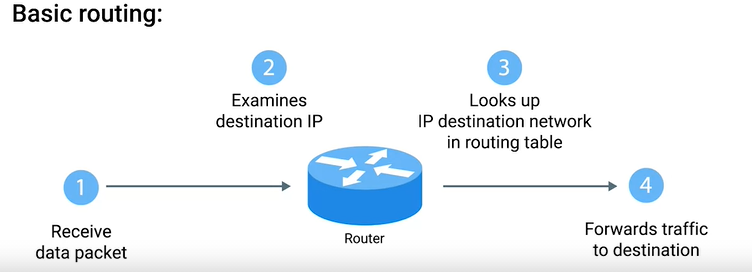 Basic routing:
1
Receive
data packet
2
Examines
destination IP
Router
3
Looks up
IP destination network
in routing table
4
Forwards traffic
to destination